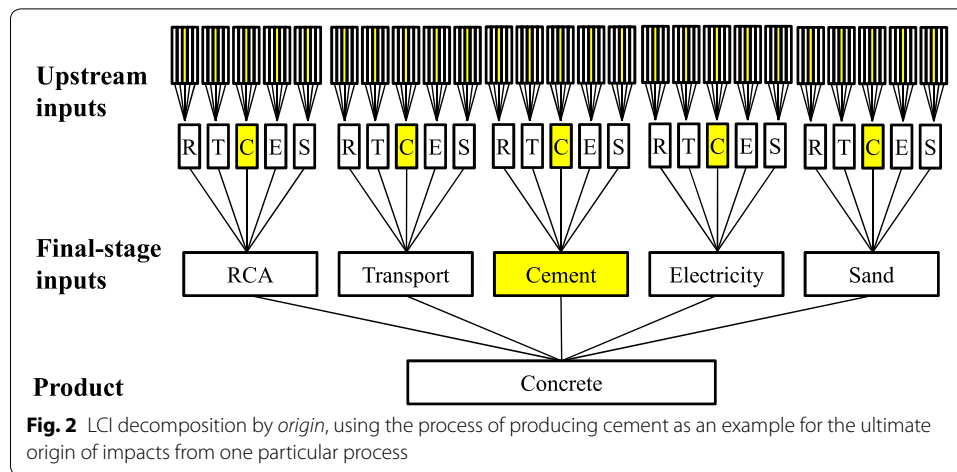 Upstream
inputs
R T C E S R T C E S R T C E S R T C E S R T C E S
Final-stage
inputs
RCA Transport Cement Electricity Sand
Product
Concrete
Fig. 2 LCI decomposition by origin, using the process of producing cement as an example for the ultimate
origin of impacts from one particular process